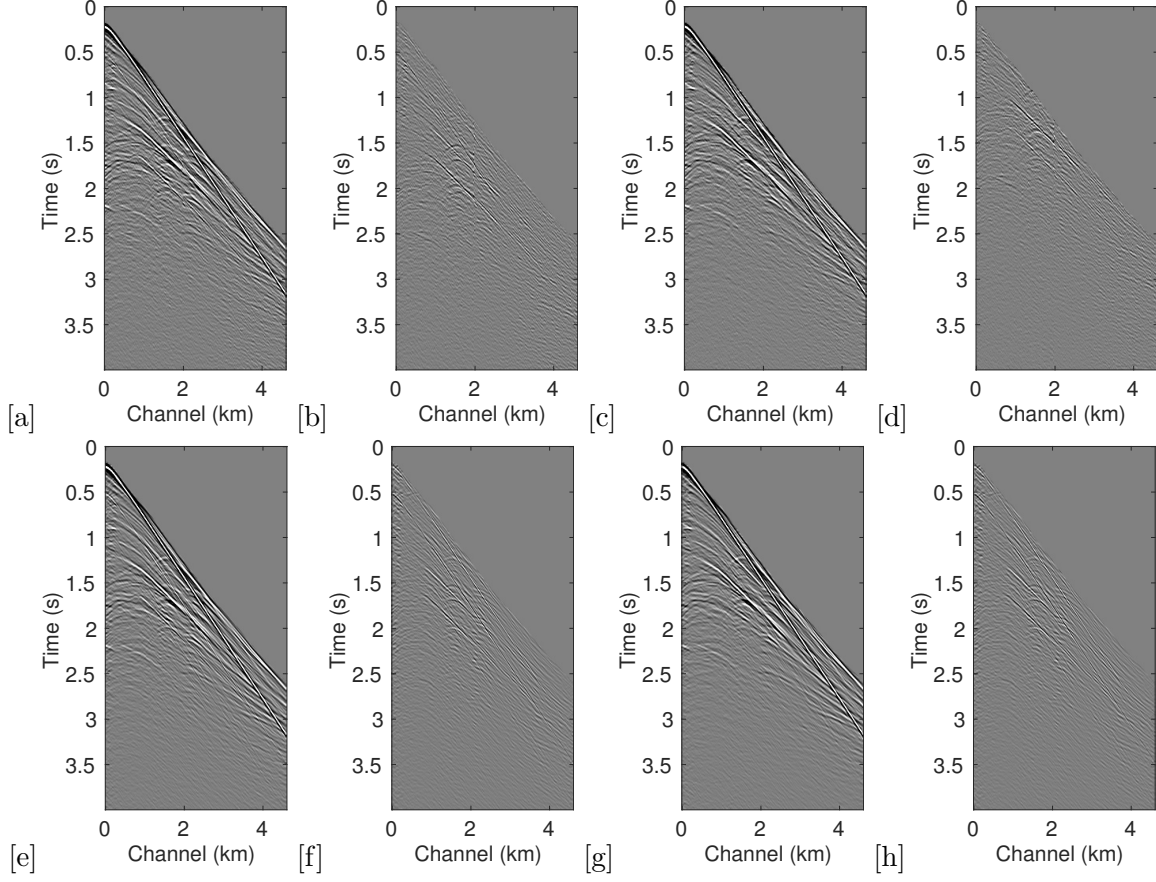 0 0 0 0
0.5 0.5 0.5 0.5
1 1 1 1
1.5 1.5 1.5 1.5
2 2 2 2
2.5 2.5 2.5 2.5
3 3 3 3
3.5 3.5 3.5 3.5
Time (s) Time (s) Time (s) Time (s)
0 2 4 0 2 4 0 2 4 0 2 4
Channel (km) Channel (km) Channel (km) Channel (km)
[a] [b] [c] [d]
0 0 0 0
0.5 0.5 0.5 0.5
1 1 1 1
1.5 1.5 1.5 1.5
2 2 2 2
2.5 2.5 2.5 2.5
3 3 3 3
3.5 3.5 3.5 3.5
Time (s) Time (s) Time (s) Time (s)
0 2 4 0 2 4 0 2 4 0 2 4
Channel (km) Channel (km) Channel (km) Channel (km)
[e] [f] [g] [h]